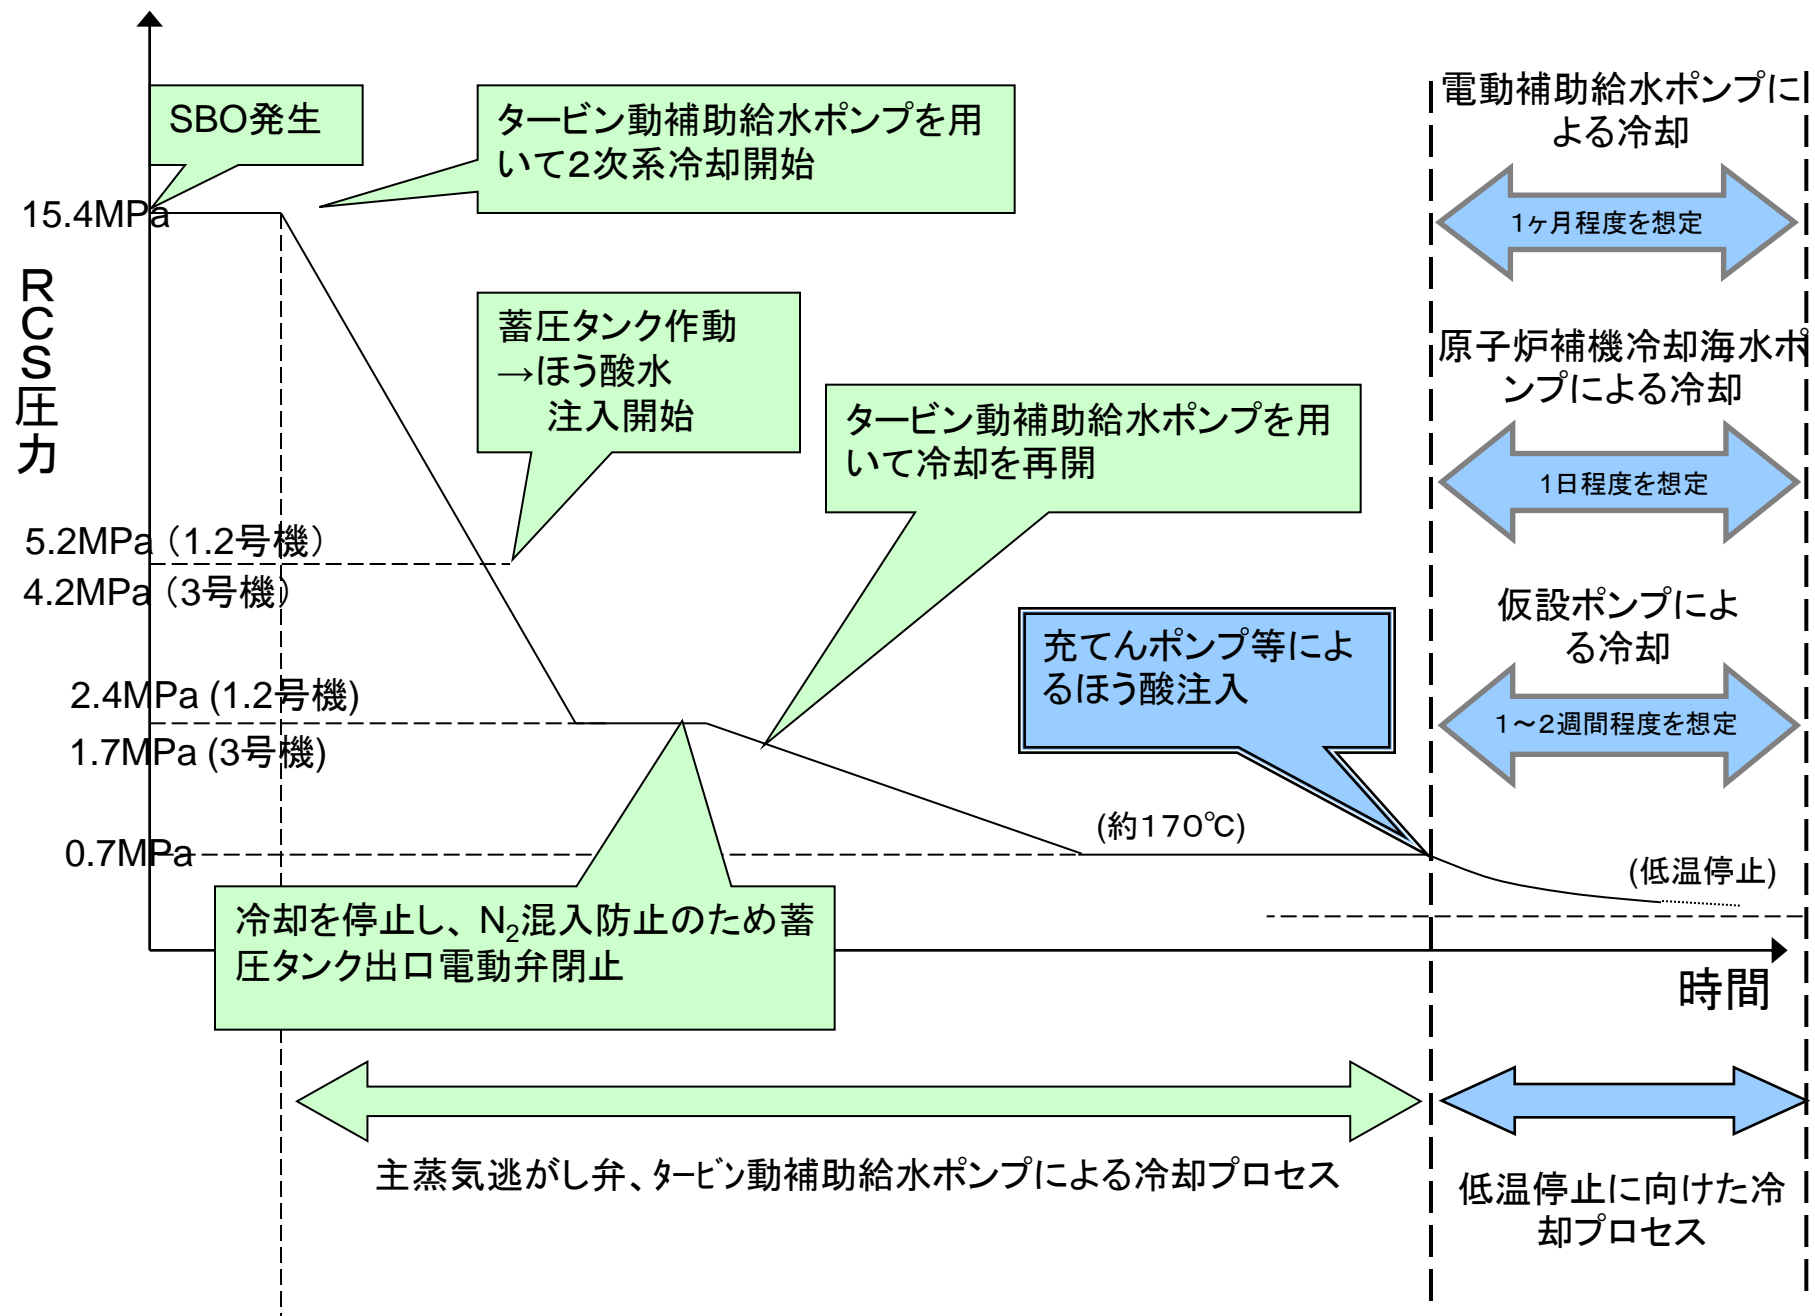 SBO発生
タービン動補助給水ポンプを用
いて２次系冷却開始
電動補助給水ポンプに
よる冷却
1ヶ月程度を想定
15.4MPa
RCS圧力
蓄圧タンク作動
→ほう酸水
注入開始
タービン動補助給水ポンプを用
いて冷却を再開
原子炉補機冷却海水ポ
ンプによる冷却
1日程度を想定
5.2MPa（1.2号機）
4.2MPa（3号機）
仮設ポンプによ
る冷却
1～2週間程度を想定
充てんポンプ等によ
るほう酸注入
2.4MPa (1.2号機)
1.7MPa (3号機)
(約１７０℃)
0.7MPa
(低温停止)
冷却を停止し、N₂混入防止のため蓄
圧タンク出口電動弁閉止
時間
主蒸気逃がし弁、ﾀｰﾋﾞﾝ動補助給水ポンプによる冷却プロセス
低温停止に向けた冷
却プロセス